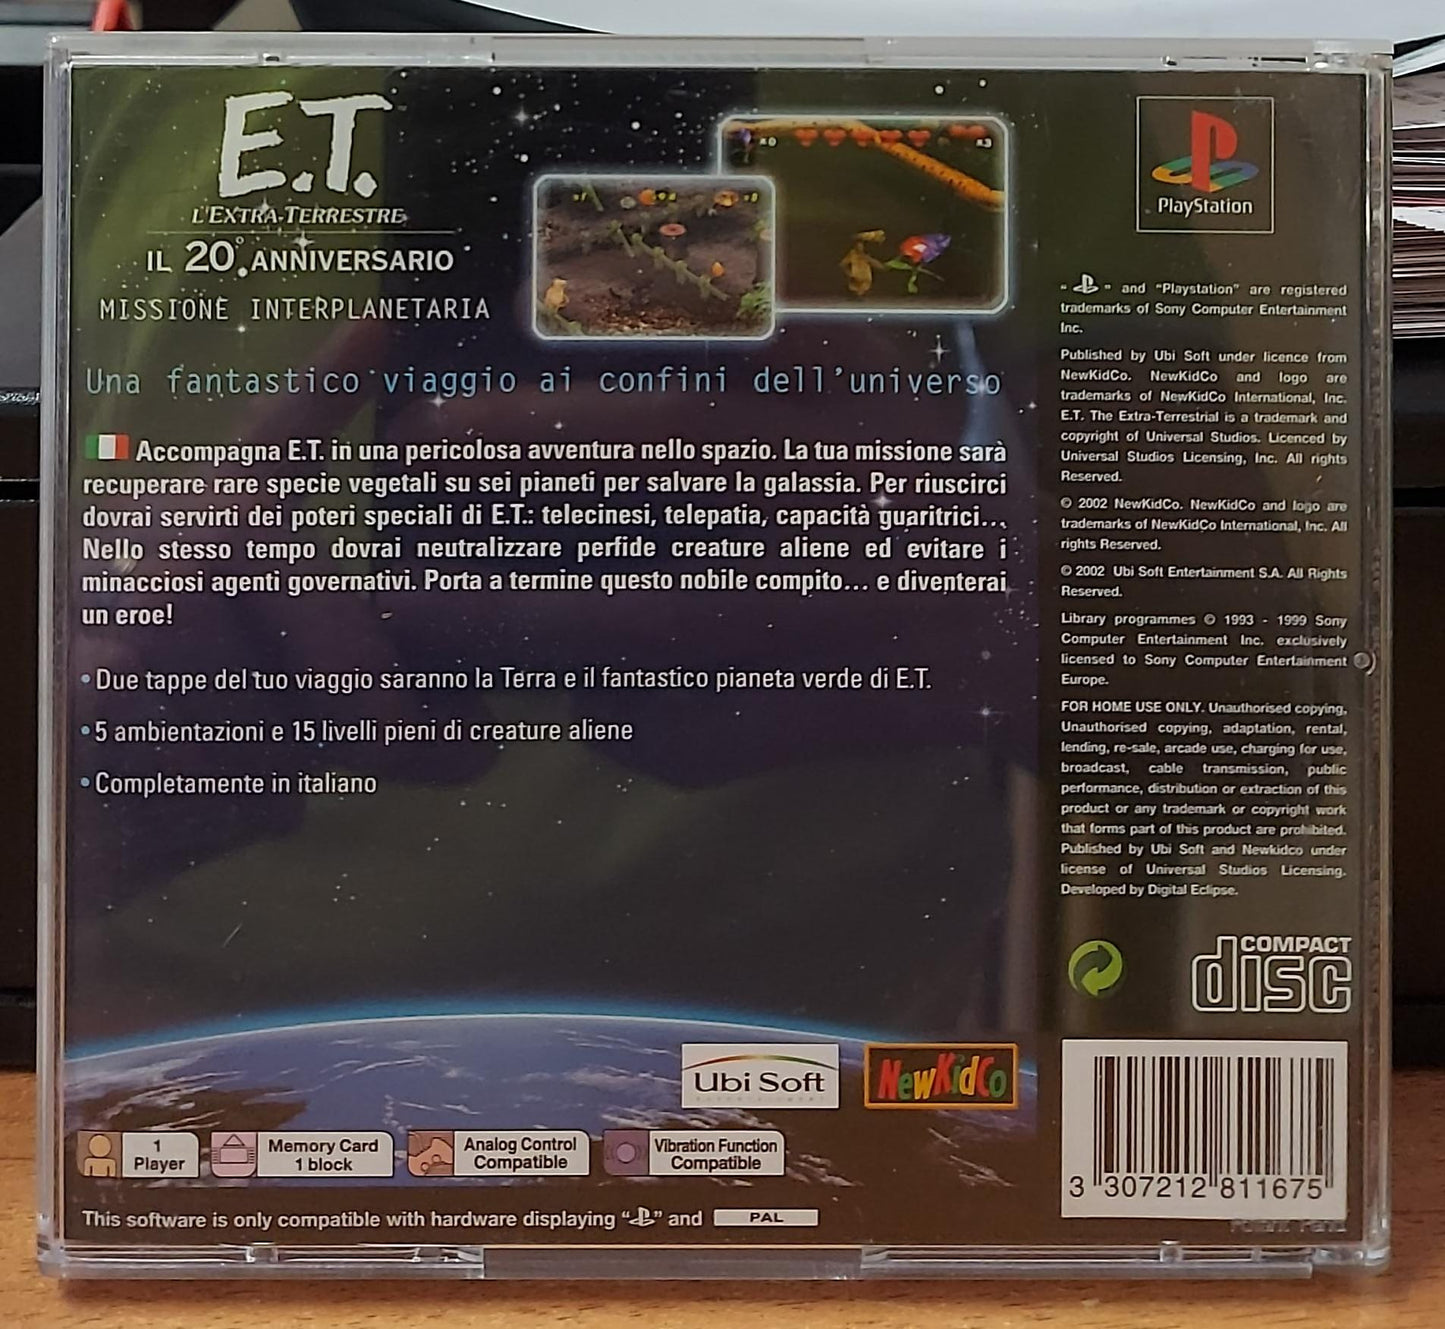 E.T.
L'EXTRA-TERRESTRE
IL 20° ANNIVERSARIO
MISSIONE INTERPLANETARIA
x0
x3
Una fantastico viaggio ai confini dell'universo
Accompagna E.T. in una pericolosa avventura nello spazio. La tua missione sarà
recuperare rare specie vegetali su sei pianeti per salvare la galassia. Per riuscirci
dovrai servirti dei poteri speciali di E.T.: telecinesi, telepatia, capacità guaritrici...
Nello stesso tempo dovrai neutralizzare perfide creature aliene ed evitare i
minacciosi agenti governativi. Porta a termine questo nobile compito... e diventerai
un eroe!
• Due tappe del tuo viaggio saranno la Terra e il fantastico pianeta verde di E.T.
• 5 ambientazioni e 15 livelli pieni di creature aliene
• Completamente in italiano
Ubi Soft
ENTERTAINMENT
NewKidCo
1
Player
Memory Card
1 block
Analog Control
Compatible
Vibration Function
Compatible
This software is only compatible with hardware displaying “ ” and PAL
PlayStation
“ ” and “Playstation” are registered
trademarks of Sony Computer Entertainment
Inc.
Published by Ubi Soft under licence from
NewKidCo. NewKidCo and logo are
trademarks of NewKidCo International, Inc.
E.T. The Extra-Terrestrial is a trademark and
copyright of Universal Studios. Licenced by
Universal Studios Licensing, Inc. All rights
Reserved.
© 2002 NewKidCo. NewKidCo and logo are
trademarks of NewKidCo International, Inc. All
rights Reserved.
© 2002 Ubi Soft Entertainment S.A. All Rights
Reserved.
Library programmes © 1993 - 1999 Sony
Computer Entertainment Inc. exclusively
licensed to Sony Computer Entertainment
Europe.
FOR HOME USE ONLY. Unauthorised copying,
Unauthorised copying, adaptation, rental,
lending, re-sale, arcade use, charging for use,
broadcast, cable transmission, public
performance, distribution or extraction of this
product or any trademark or copyright work
that forms part of this product are prohibited.
Published by Ubi Soft and Newkidco under
license of Universal Studios Licensing.
Developed by Digital Eclipse.
COMPACT
disc
3 307212 811675